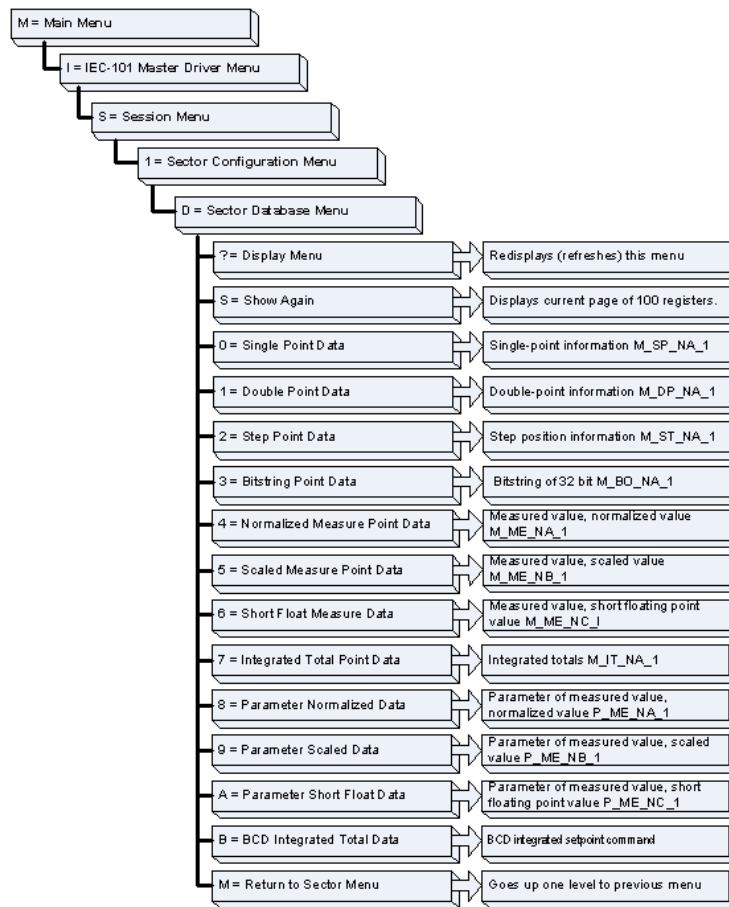 M = Main Menu
I = IEC-101 Master Driver Menu
S = Session Menu
1 = Sector Configuration Menu
D = Sector Database Menu
? = Display Menu
Redisplays (refreshes) this menu
S = Show Again
Displays current page of 100 registers.
0 = Single Point Data
Single-point information M_SP_NA_1
1 = Double Point Data
Double-point information M_DP_NA_1
2 = Step Point Data
Step position information M_ST_NA_1
3 = Bitstring Point Data
Bitstring of 32 bit M_BO_NA_1
4 = Normalized Measure Point Data
Measured value, normalized value
M_ME_NA_1
5 = Scaled Measure Point Data
Measured value, scaled value
M_ME_NB_1
6 = Short Float Measure Data
Measured value, short floating point
value M_ME_NC_I
7 = Integrated Total Point Data
Integrated totals M_IT_NA_1
8 = Parameter Normalized Data
Parameter of measured value,
normalized value P_ME_NA_1
9 = Parameter Scaled Data
Parameter of measured value, scaled
value P_ME_NB_1
A = Parameter Short Float Data
Parameter of measured value, short
floating point value P_ME_NC_1
B = BCD Integrated Total Data
BCD integrated setpoint command
M = Return to Sector Menu
Goes up one level to previous menu